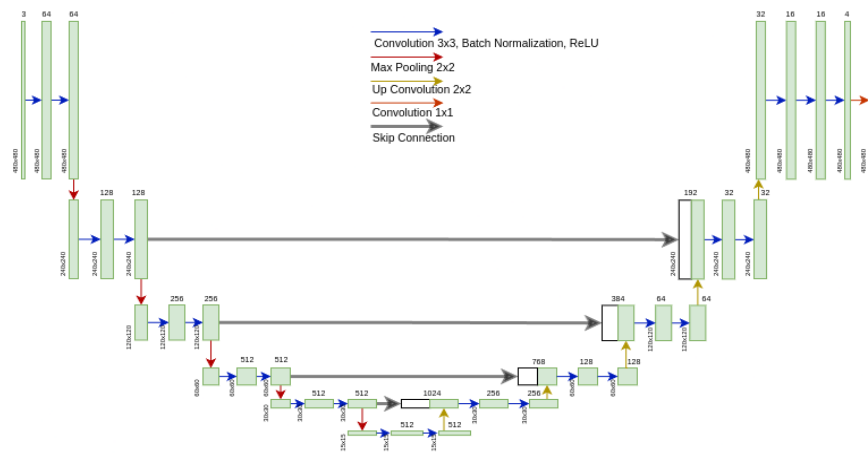 3 64 64 32 16 16 4
Convolution 3x3, Batch Normalization, ReLU
Max Pooling 2x2
Up Convolution 2x2
Convolution 1x1
Skip Connection
480x480 480x480 480x480 480x480 480x480 480x480 480x480 480x480
128 128 192 32 32
240x240 240x240 240x240 240x240 240x240 240x240
256 256 384 64 64
120x120 120x120 120x120 120x120 120x120
512 512 768 128 128
60x60 60x60 60x60 60x60 60x60
512 512 1024 256 256
30x30 30x30 30x30 30x30 30x30
512 512
15x15 15x15 15x15